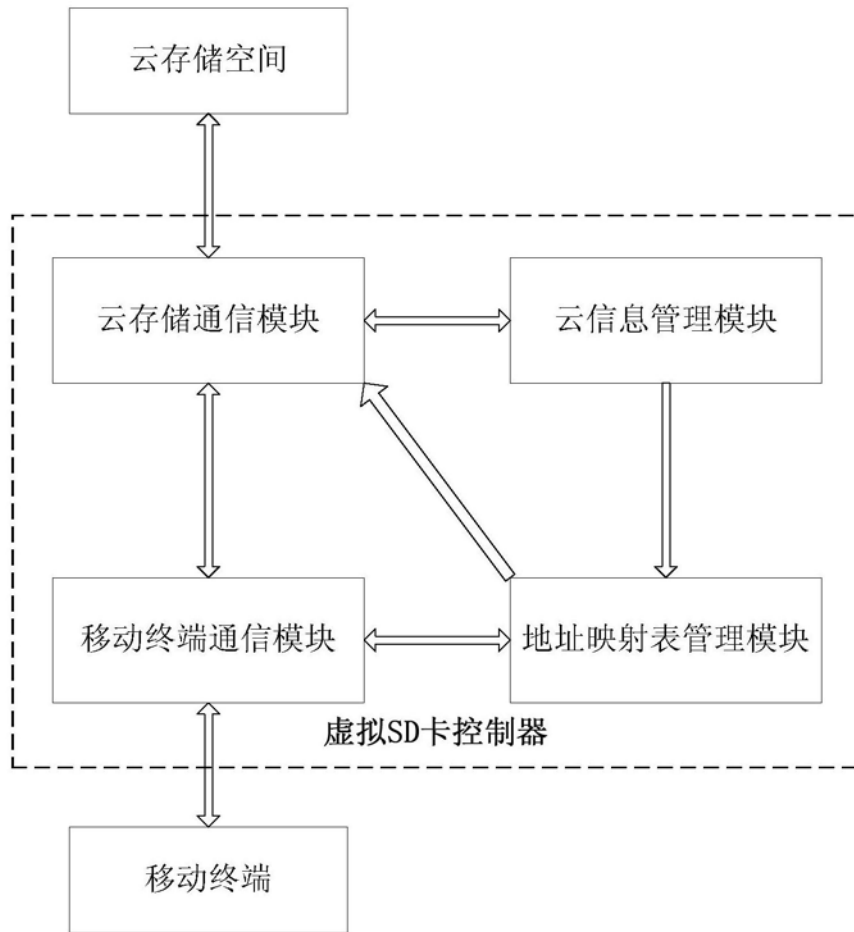 云存储空间
云存储通信模块
云信息管理模块
移动终端通信模块
地址映射表管理模块
虚拟SD卡控制器
移动终端